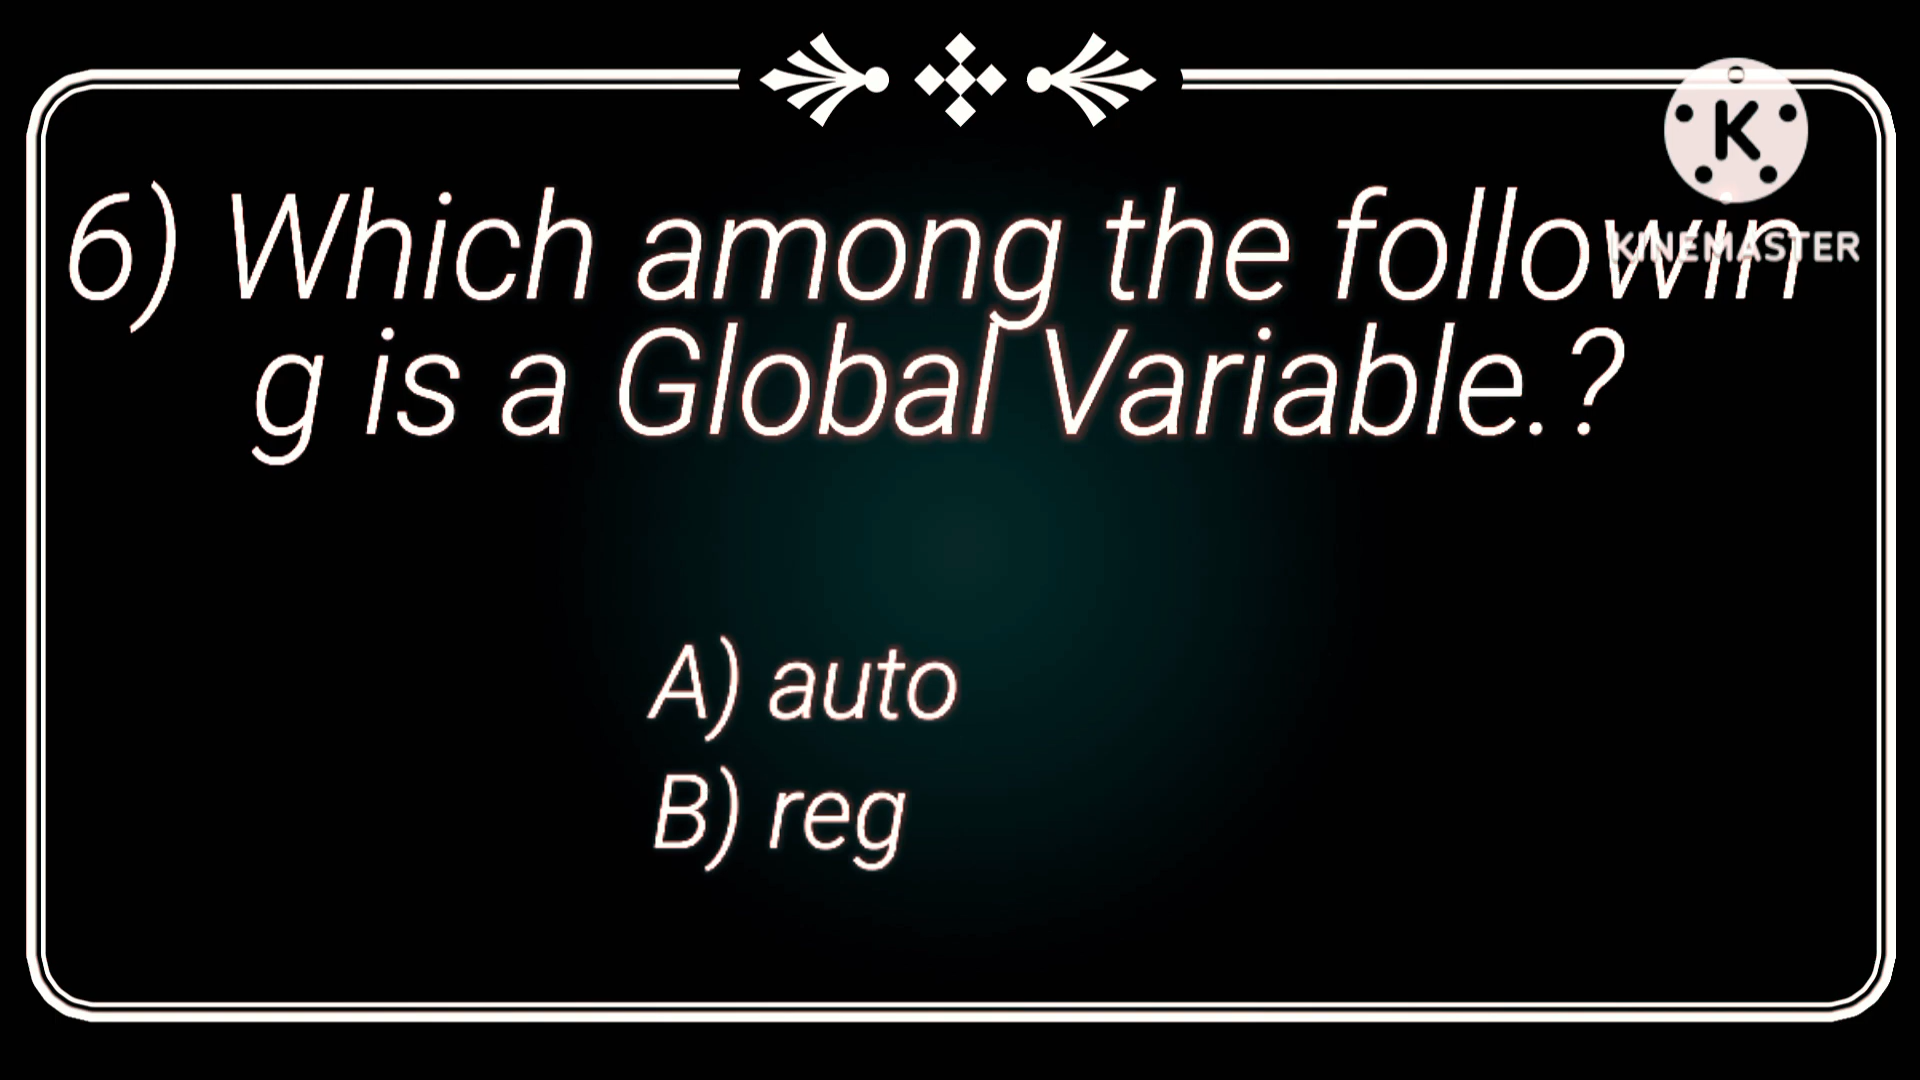 K
KINEMASTER
6) Which among the followin
g is a Global Variable.?
A) auto
B) reg